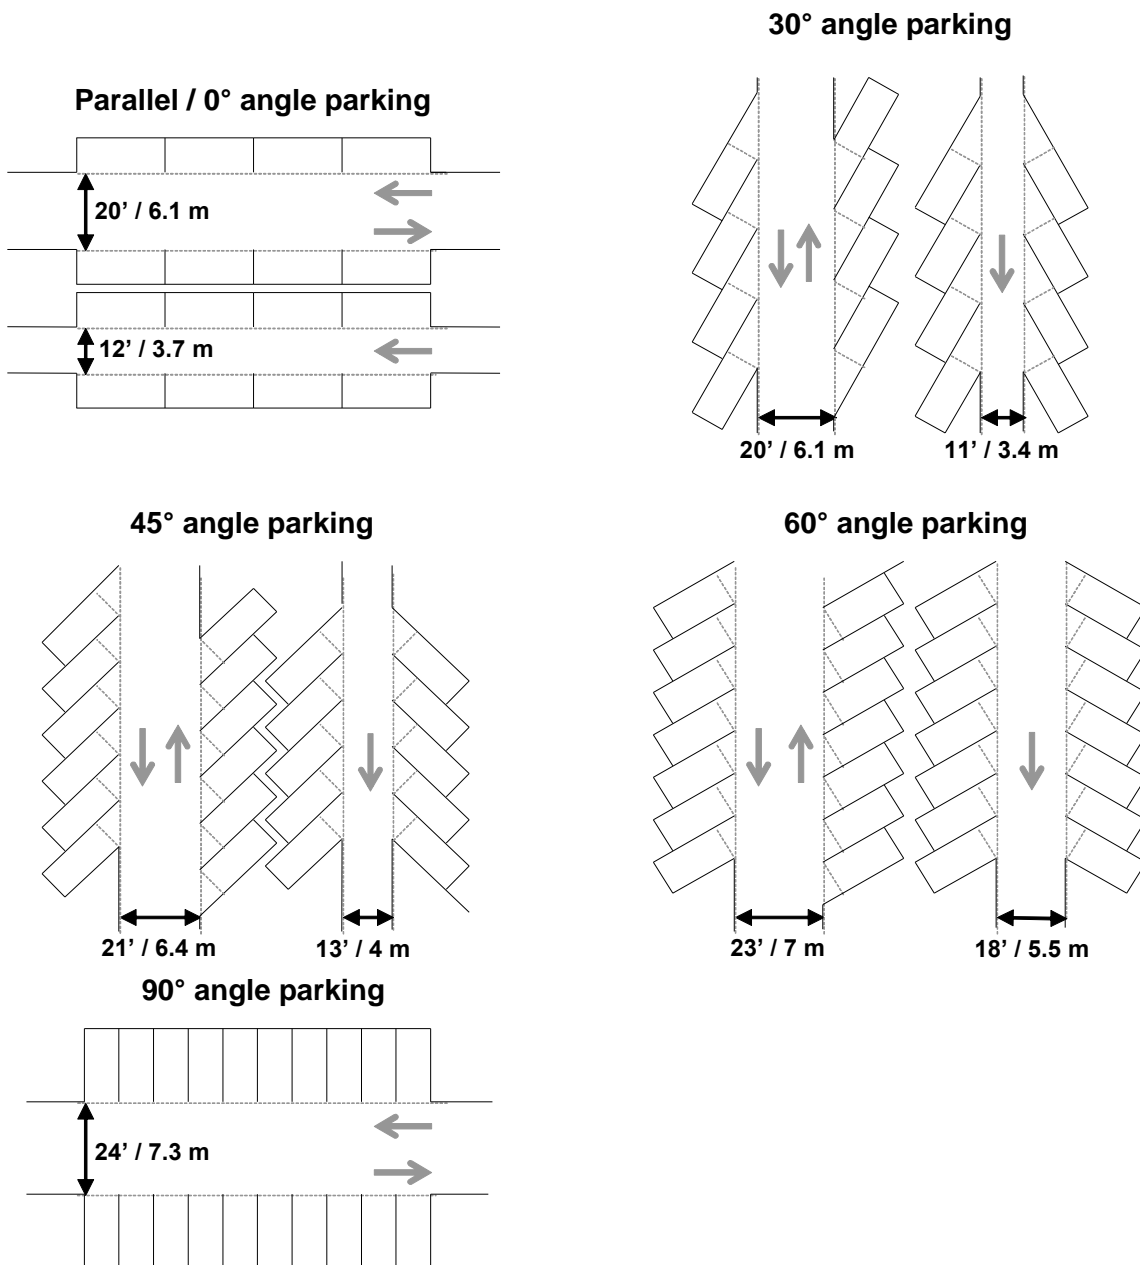 30° angle parking
Parallel / 0° angle parking
20’ / 6.1 m
12’ / 3.7 m
20’ / 6.1 m
11’ / 3.4 m
45° angle parking
60° angle parking
21’ / 6.4 m
13’ / 4 m
23’ / 7 m
18’ / 5.5 m
90° angle parking
24’ / 7.3 m